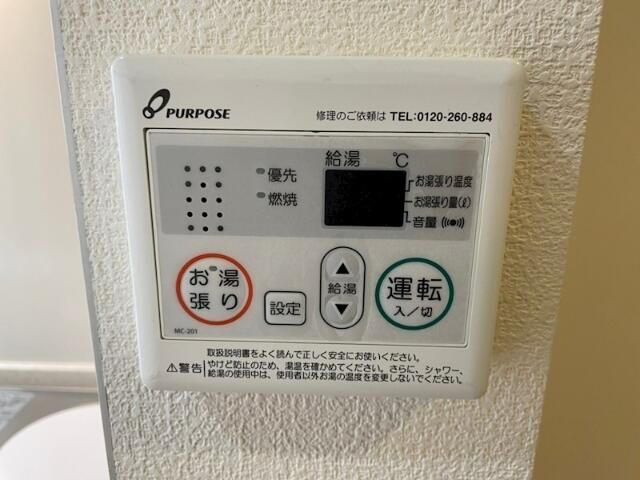 PURPOSE
修理のご依頼は TEL:0120-260-884
給湯 ℃
優先
燃焼
お湯張り温度
お湯張り量(ℓ)
音量
お湯
張り
設定
▲
給湯
▼
運転
入/切
MC-201
取扱説明書をよく読んで正しく安全にお使いください。
⚠警告 やけど防止のため、湯温を確かめてください。さらに、シャワー、
給湯の使用中は、使用者以外お湯の温度を変更しないでください。